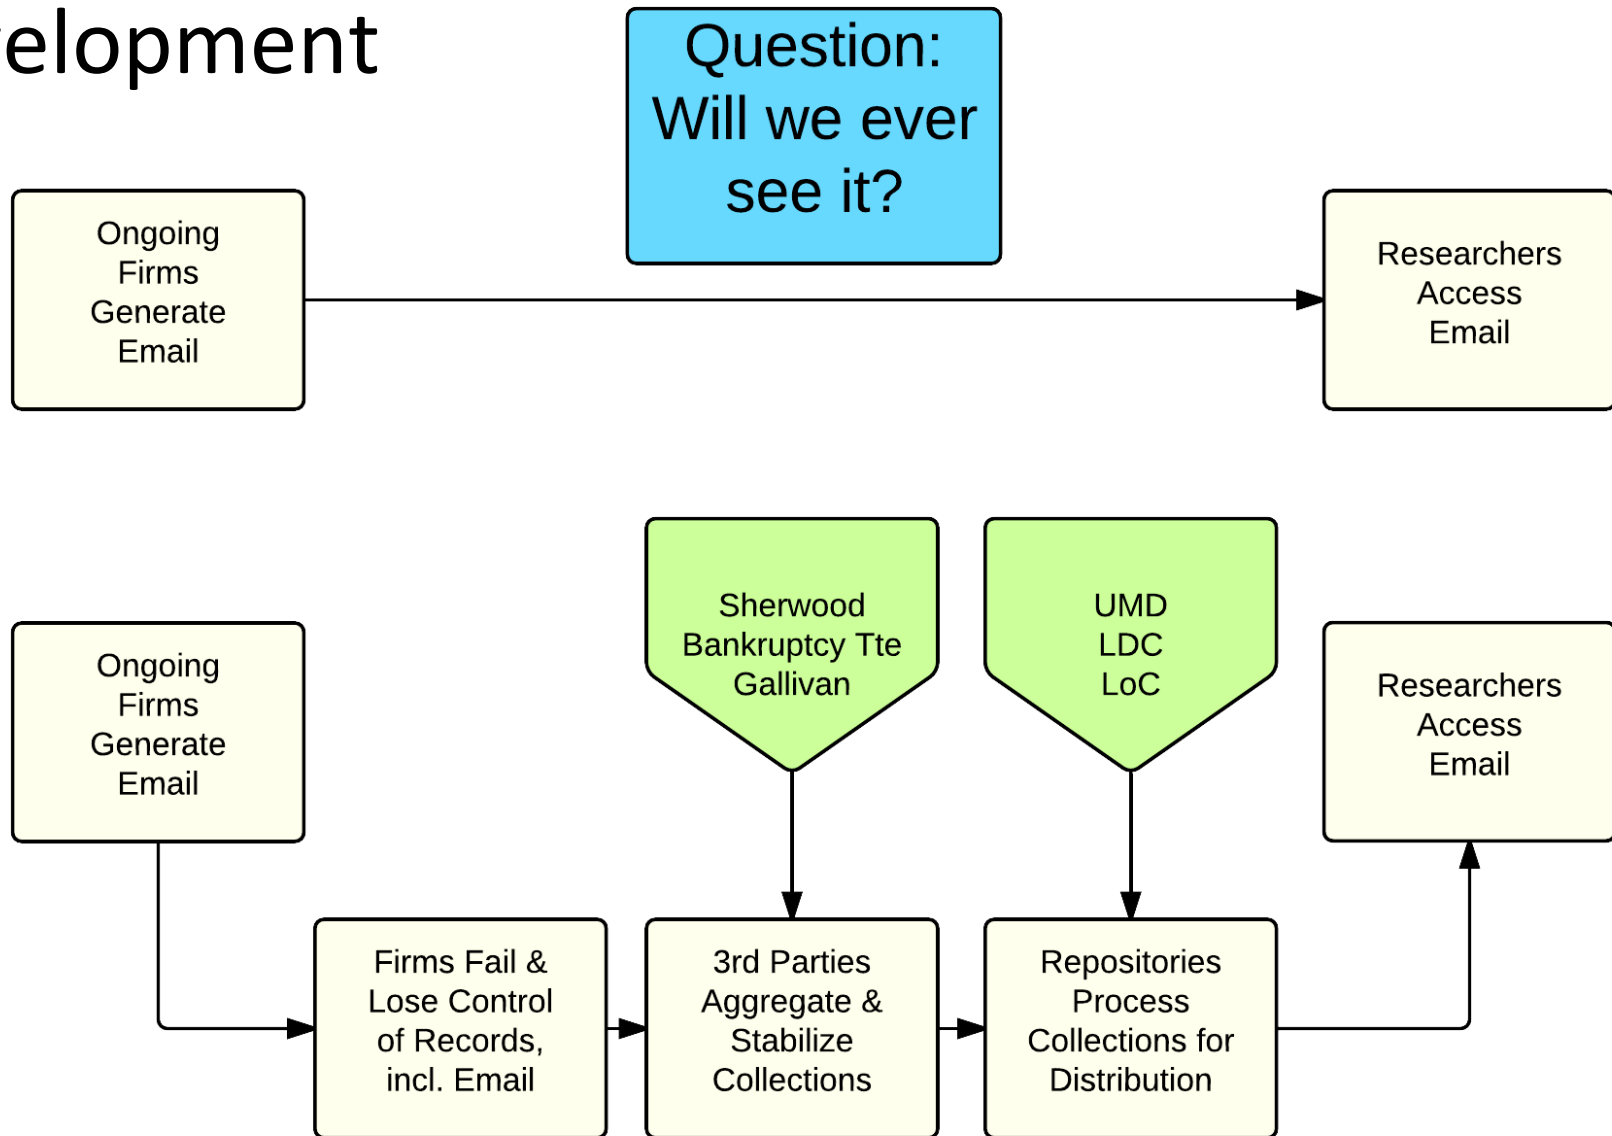 velopment
Question:
Will we ever
see it?
Ongoing
Firms
Generate
Email
Researchers
Access
Email
Sherwood
Bankruptcy Tte
Gallivan
UMD
LDC
LoC
Ongoing
Firms
Generate
Email
Researchers
Access
Email
Firms Fail &
Lose Control
of Records,
incl. Email
3rd Parties
Aggregate &
Stabilize
Collections
Repositories
Process
Collections for
Distribution